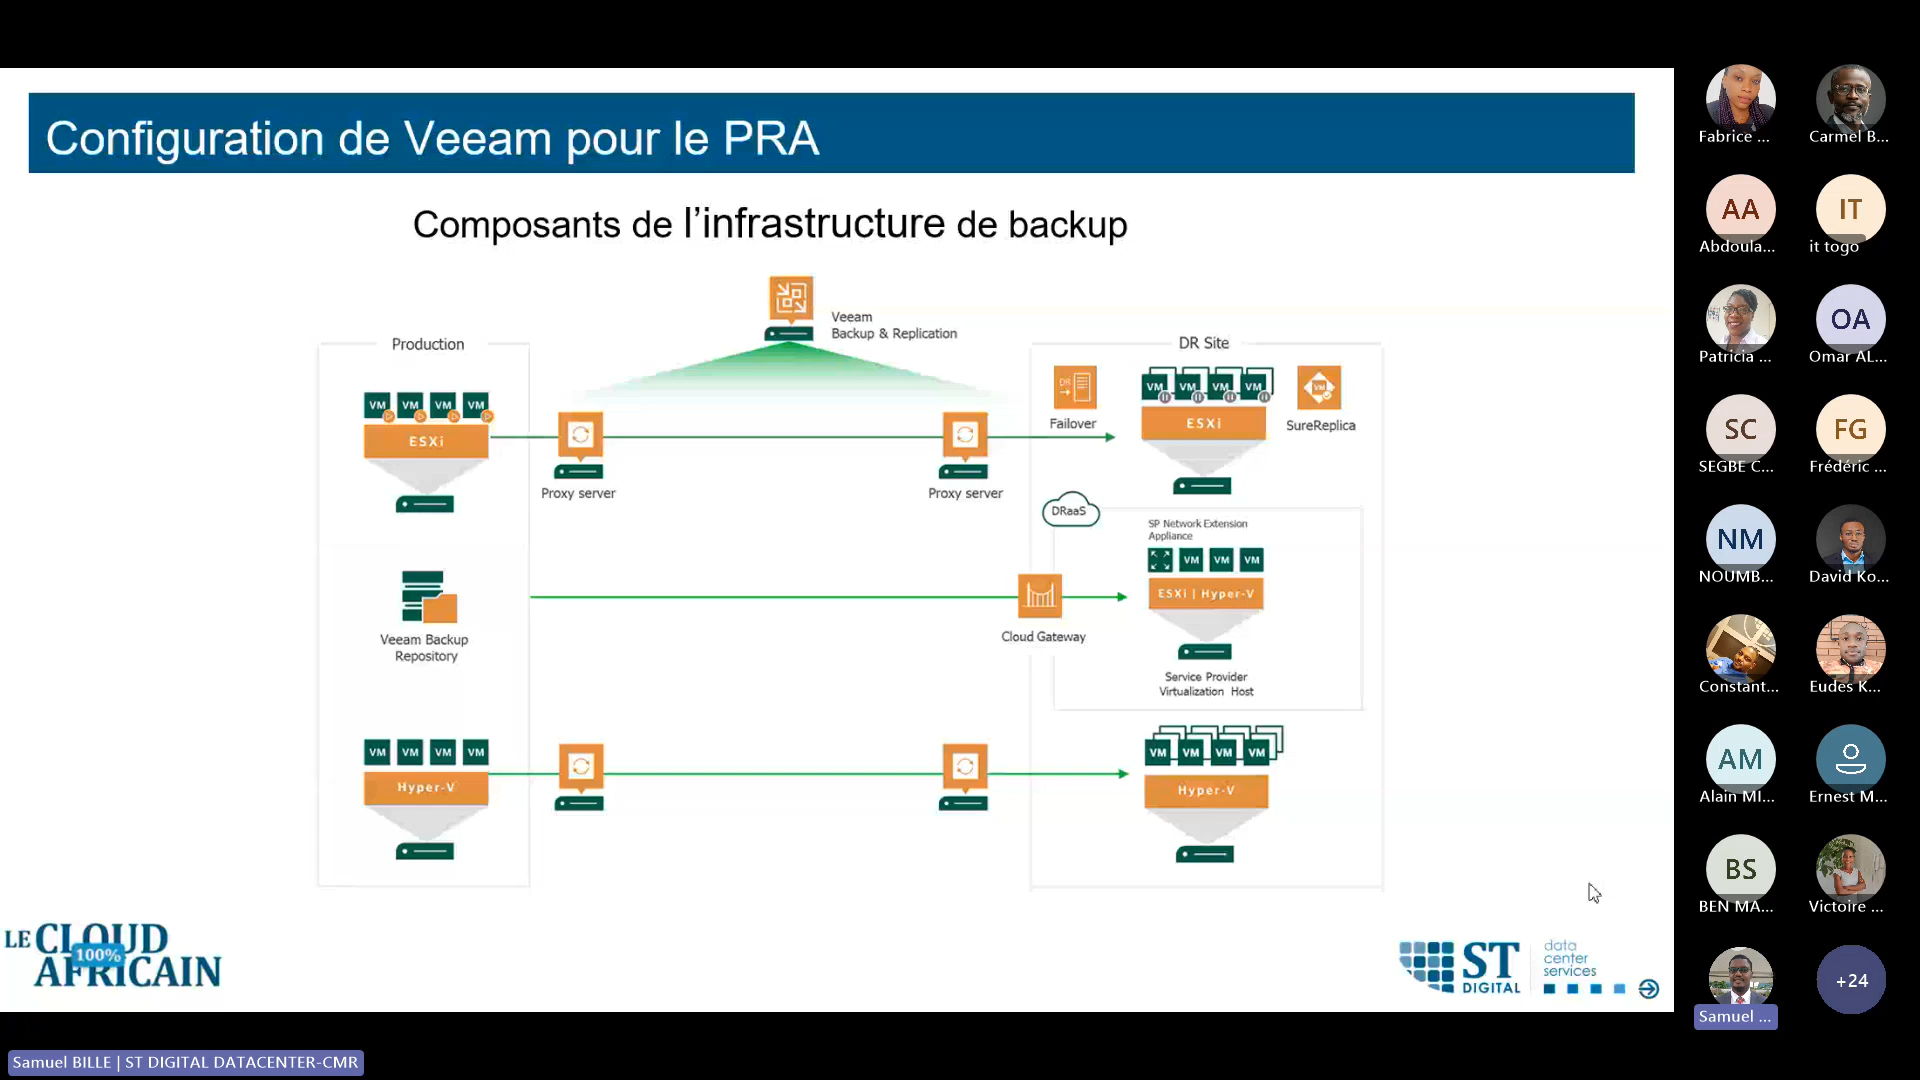 Configuration de Veeam pour le PRA
Composants de l'infrastructure de backup
Veeam
Backup & Replication
Production
VM VM VM VM
ESXi
Proxy server
Proxy server
Veeam Backup
Repository
VM VM VM VM
Hyper-V
DR Site
DR
Failover
VM VM VM VM
ESXi
VM
SureReplica
DRaaS
SP Network Extension
Appliance
VM VM VM
ESXi | Hyper-V
Cloud Gateway
Service Provider
Virtualization Host
VM VM VM VM
Hyper-V
LE CLOUD
100%
AFRICAIN
ST
DIGITAL
data
center
services
Samuel BILLE | ST DIGITAL DATACENTER-CMR
Fabrice ...
Carmel B...
AA
Abdoula...
IT
it togo
Patricia ...
OA
Omar AL...
SC
SEGBE C...
FG
Frédéric ...
NM
NOUMB...
David Ko...
Constant...
Eudes K...
AM
Alain MI...
Ernest M...
BS
BEN MA...
Victoire ...
Samuel ...
+24